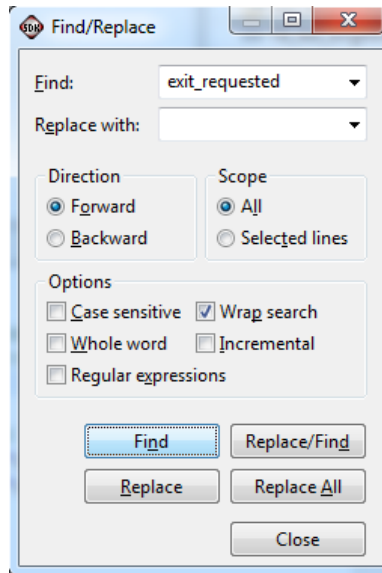 SDK Find/Replace
Find: exit_requested
Replace with:
Direction Scope
Forward All
Backward Selected lines
Options
Case sensitive Wrap search
Whole word Incremental
Regular expressions
Find Replace/Find
Replace Replace All
Close